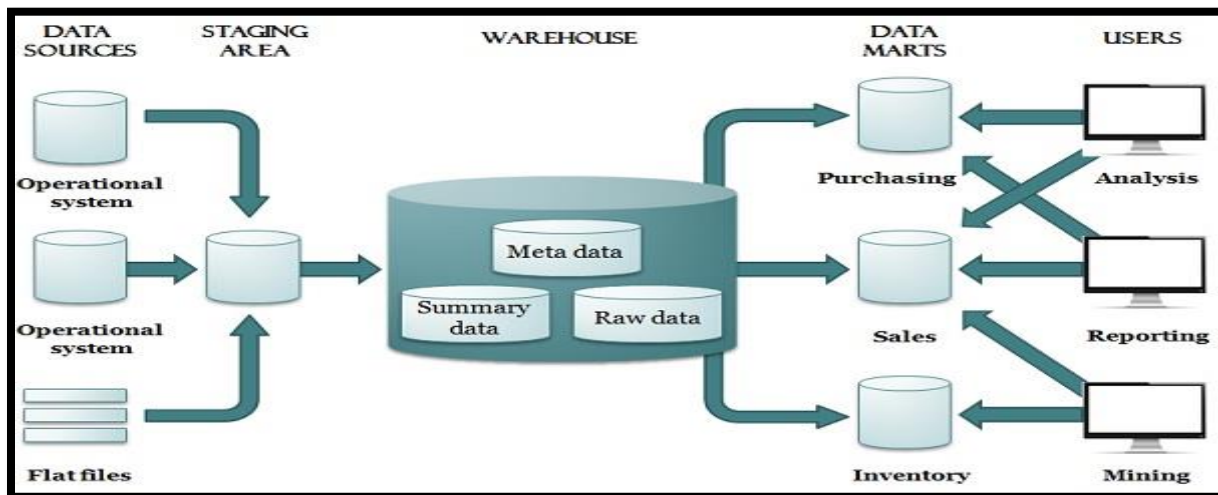 DATA
SOURCES
STAGING
AREA
WAREHOUSE
DATA
MARTS
USERS
Operational
system
Operational
system
Flat files
Meta data
Summary
data
Raw data
Purchasing
Sales
Inventory
Analysis
Reporting
Mining